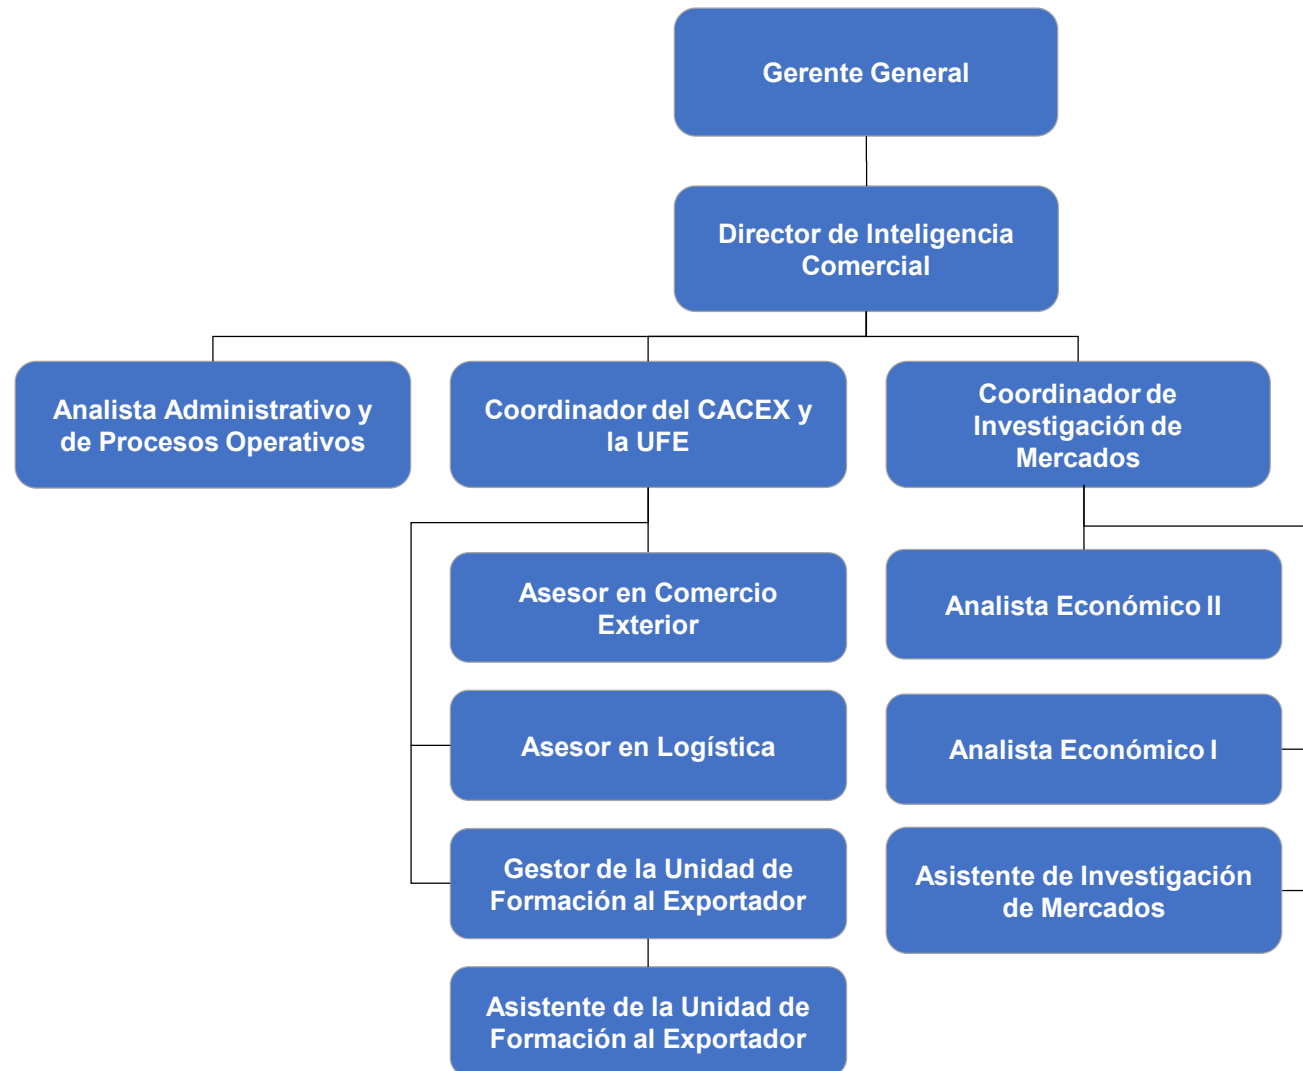 Gerente General
Director de Inteligencia
Comercial
Analista Administrativo y
de Procesos Operativos
Coordinador del CACEX y
la UFE
Coordinador de
Investigación de
Mercados
Asesor en Comercio
Exterior
Analista Económico II
Asesor en Logística
Analista Económico I
Gestor de la Unidad de
Formación al Exportador
Asistente de Investigación
de Mercados
Asistente de la Unidad de
Formación al Exportador